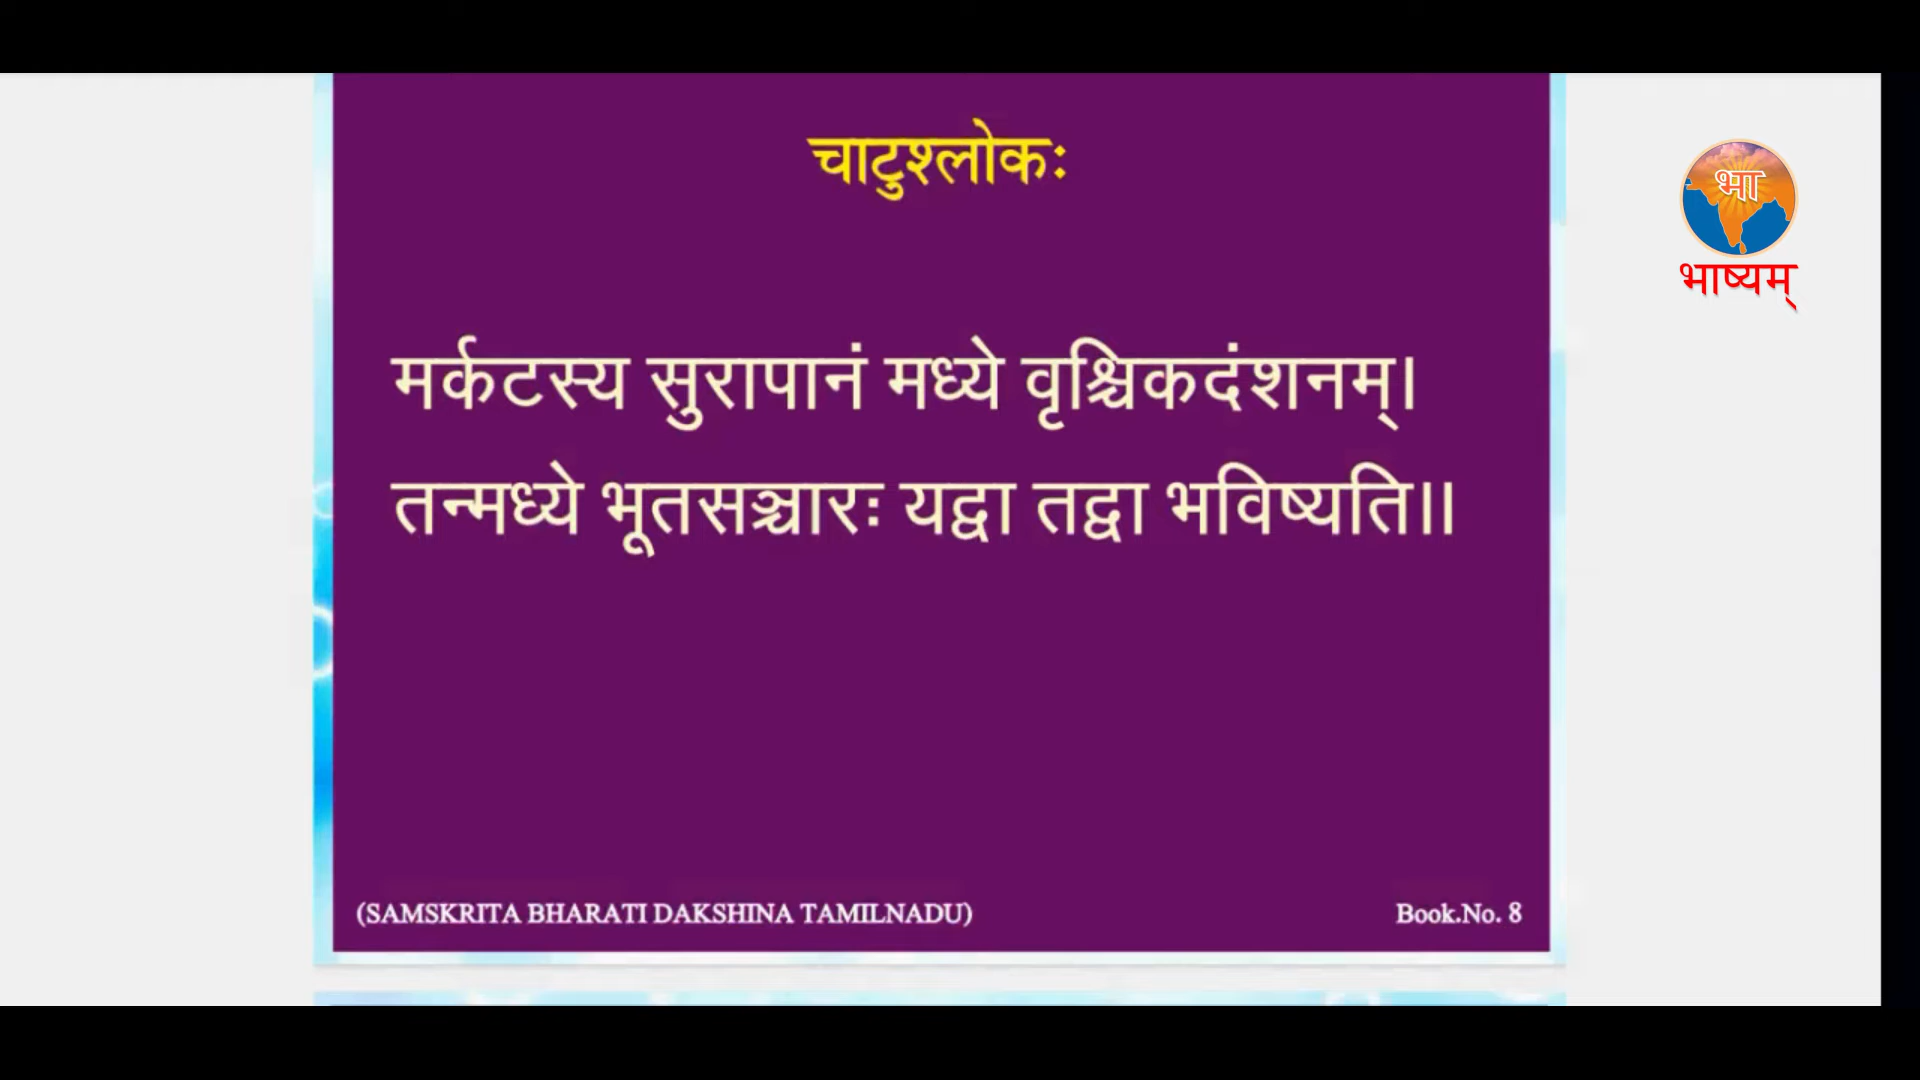 चाटुश्लोकः
भा
भाष्यम्
मर्कटस्य सुरापानं मध्ये वृश्चिकदंशनम्।
तन्मध्ये भूतसञ्चारः यद्वा तद्वा भविष्यति॥
(SAMSKRITA BHARATI DAKSHINA TAMILNADU)
Book.No. 8